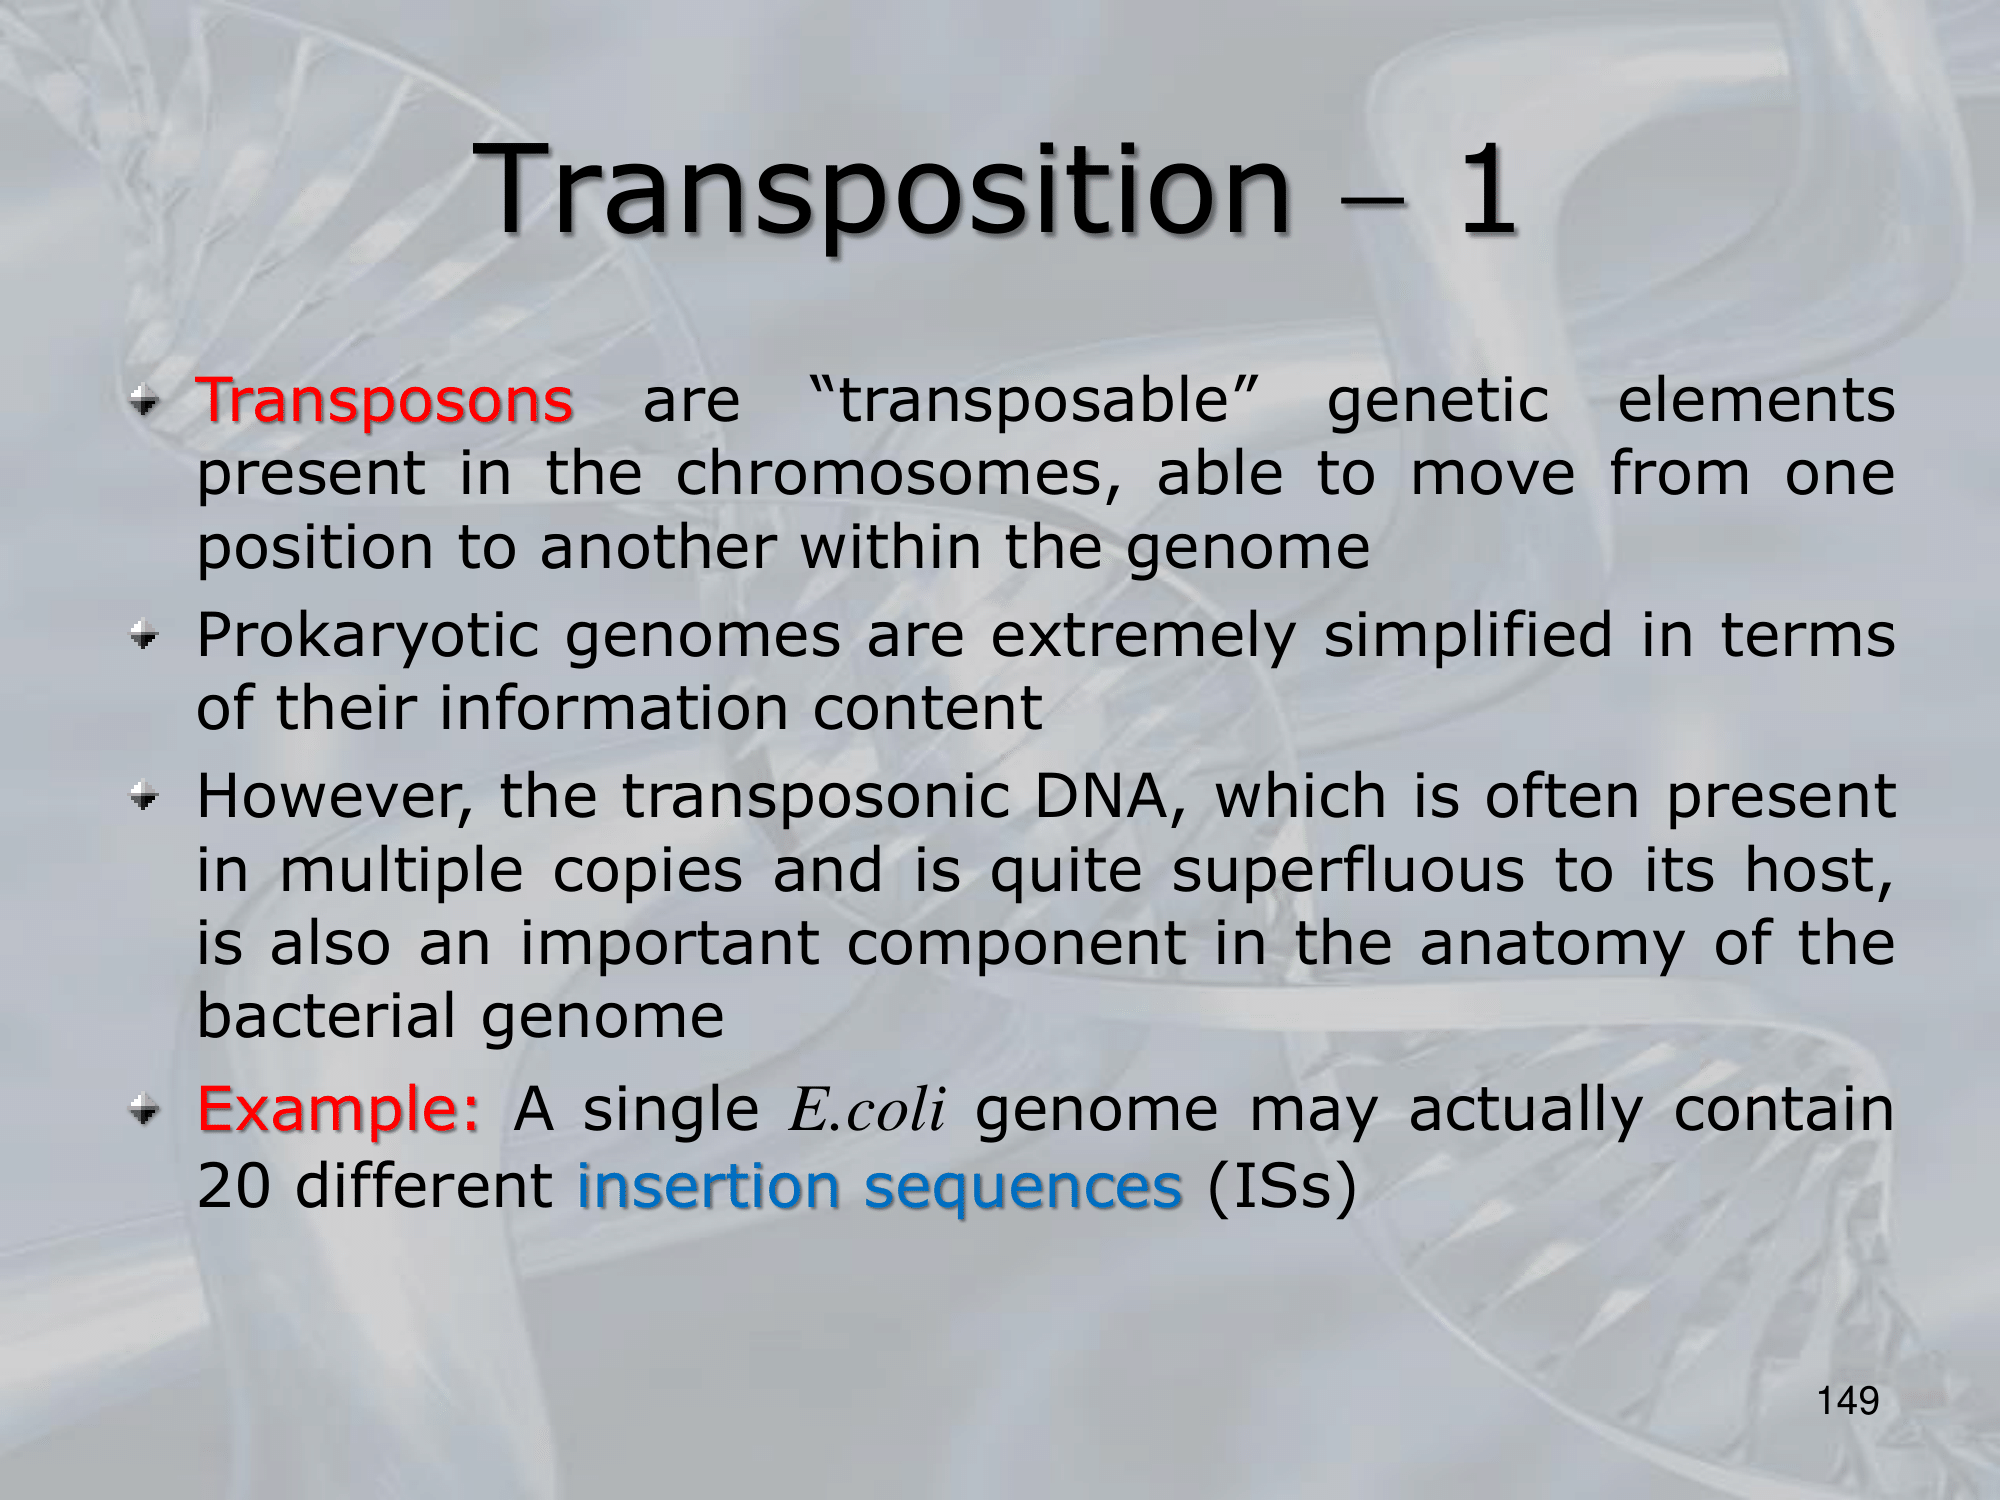 Transposition – 1
Transposons are “transposable” genetic elements
present in the chromosomes, able to move from one
position to another within the genome
Prokaryotic genomes are extremely simplified in terms
of their information content
However, the transposonic DNA, which is often present
in multiple copies and is quite superfluous to its host,
is also an important component in the anatomy of the
bacterial genome
Example: A single E.coli genome may actually contain
20 different insertion sequences (ISs)
149